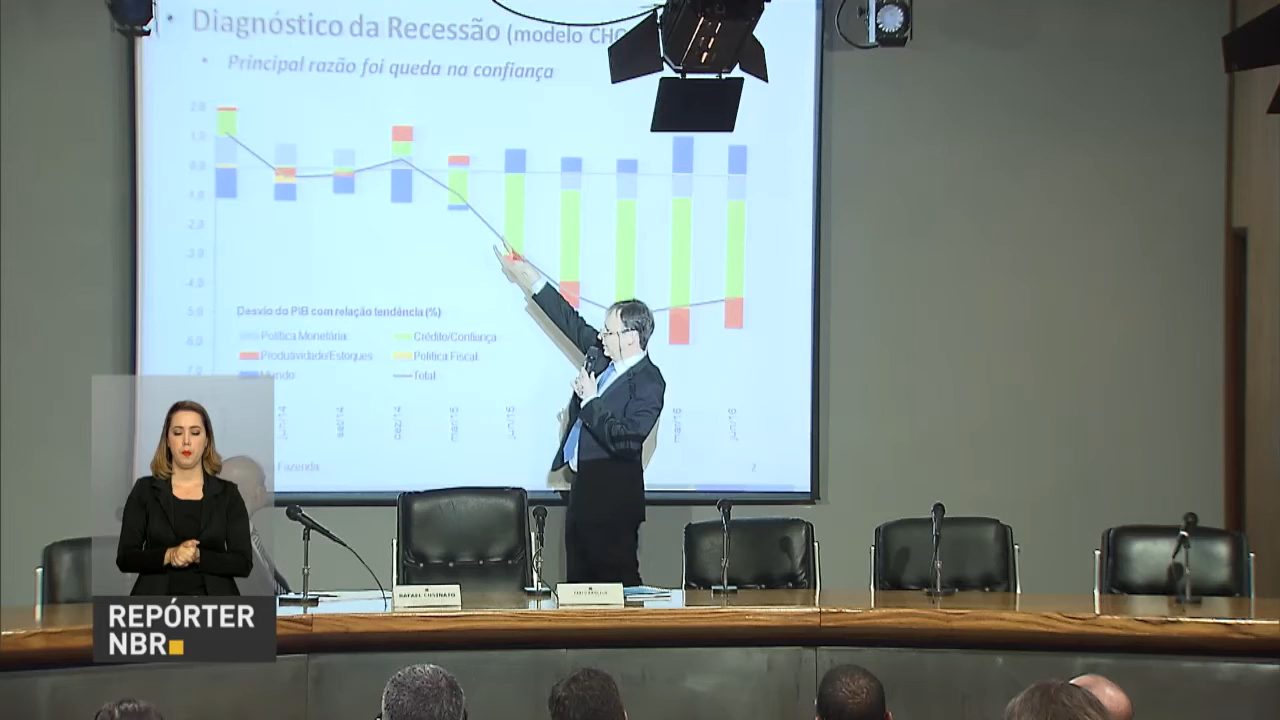 Diagnóstico da Recessão (modelo CHO
Principal razão foi queda na confiança
2,0
1,0
0,0
-1,0
-2,0
-3,0
-4,0
-5,0
-6,0
-7,0
Desvio do PIB com relação tendência (%)
Política Monetária
Crédito/Confiança
Produtividade/Estoques
Política Fiscal
Mundo
Total
jun/14
set/14
dez/14
mar/15
jun/15
mar/16
jun/16
Fazenda
2
RAFAEL CUSINATO
REPÓRTER
NBR